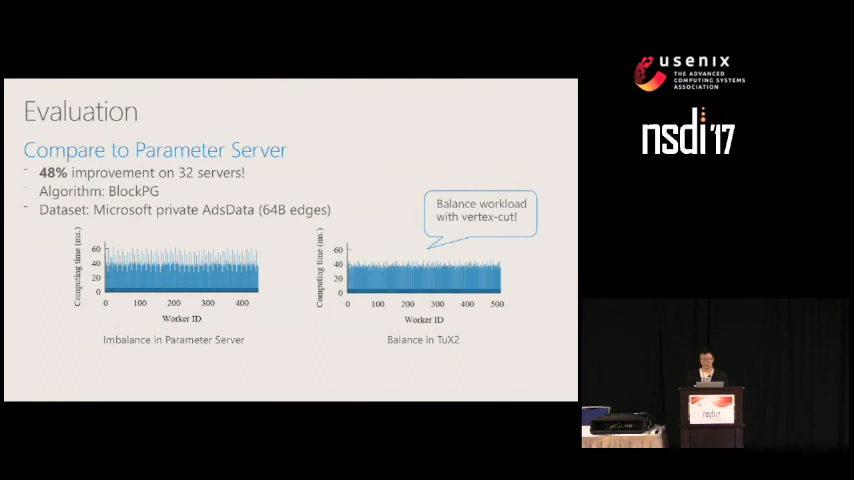 Evaluation
Compare to Parameter Server
- 48% improvement on 32 servers!
- Algorithm: BlockPG
- Dataset: Microsoft private AdsData (64B edges)
Balance workload
with vertex-cut!
Computing time (ms.)
60
40
20
0
0 100 200 300 400
Worker ID
Imbalance in Parameter Server
Computing time (ms.)
60
40
20
0
0 100 200 300 400 500
Worker ID
Balance in TuX2
usenix
THE ADVANCED
COMPUTING SYSTEMS
ASSOCIATION
nsdi '17
nsdi '17